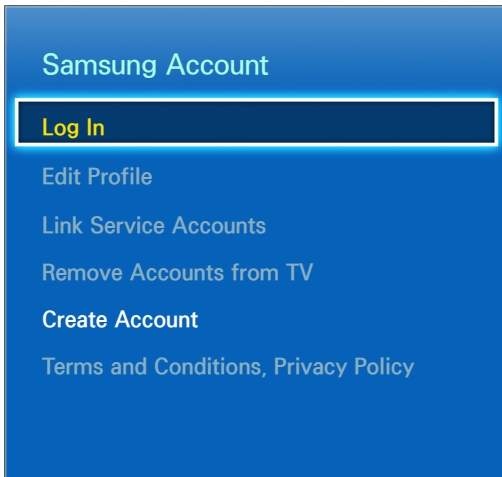 Samsung Account
Log In
Edit Profile
Link Service Accounts
Remove Accounts from TV
Create Account
Terms and Conditions, Privacy Policy